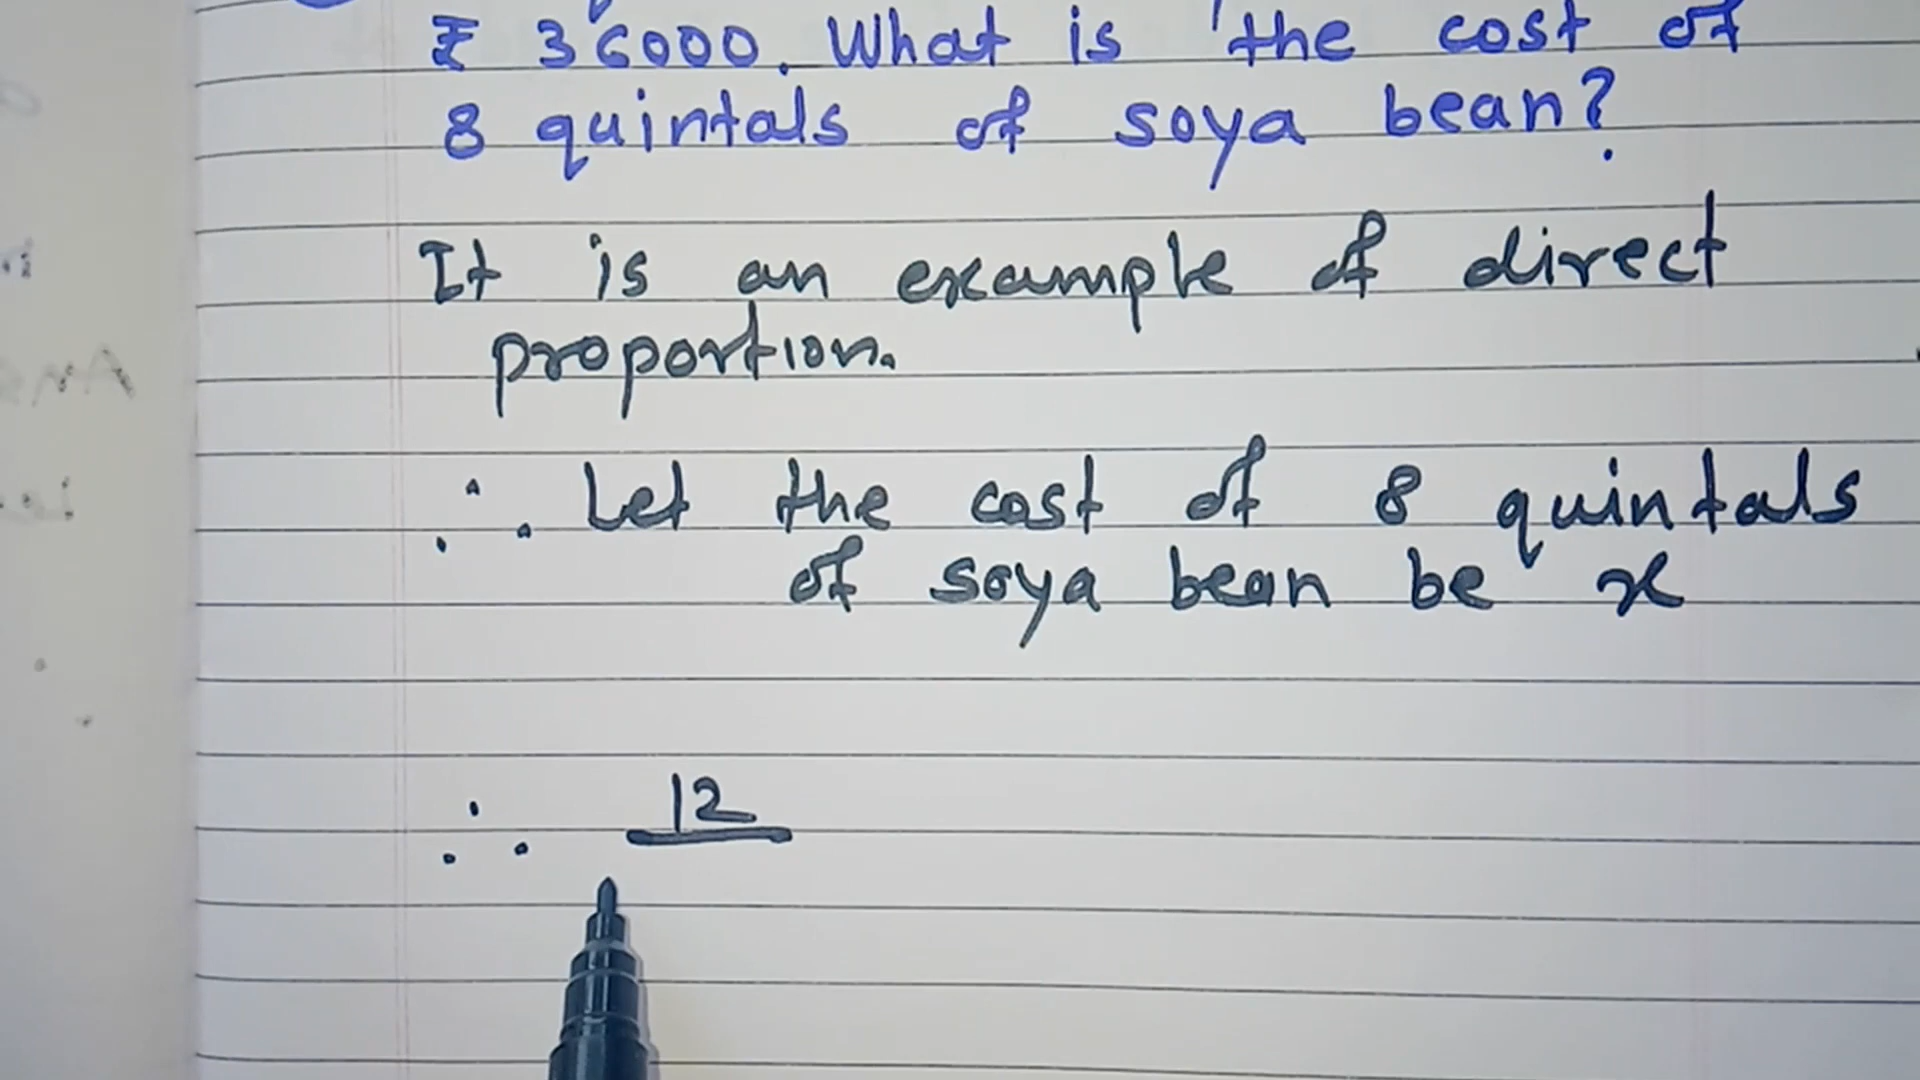 ₹ 36000. What is the cost of
8 quintals of soya bean?
It is an example of direct
proportion.
∴ Let the cost of 8 quintals
of soya bean be x
∴ 12